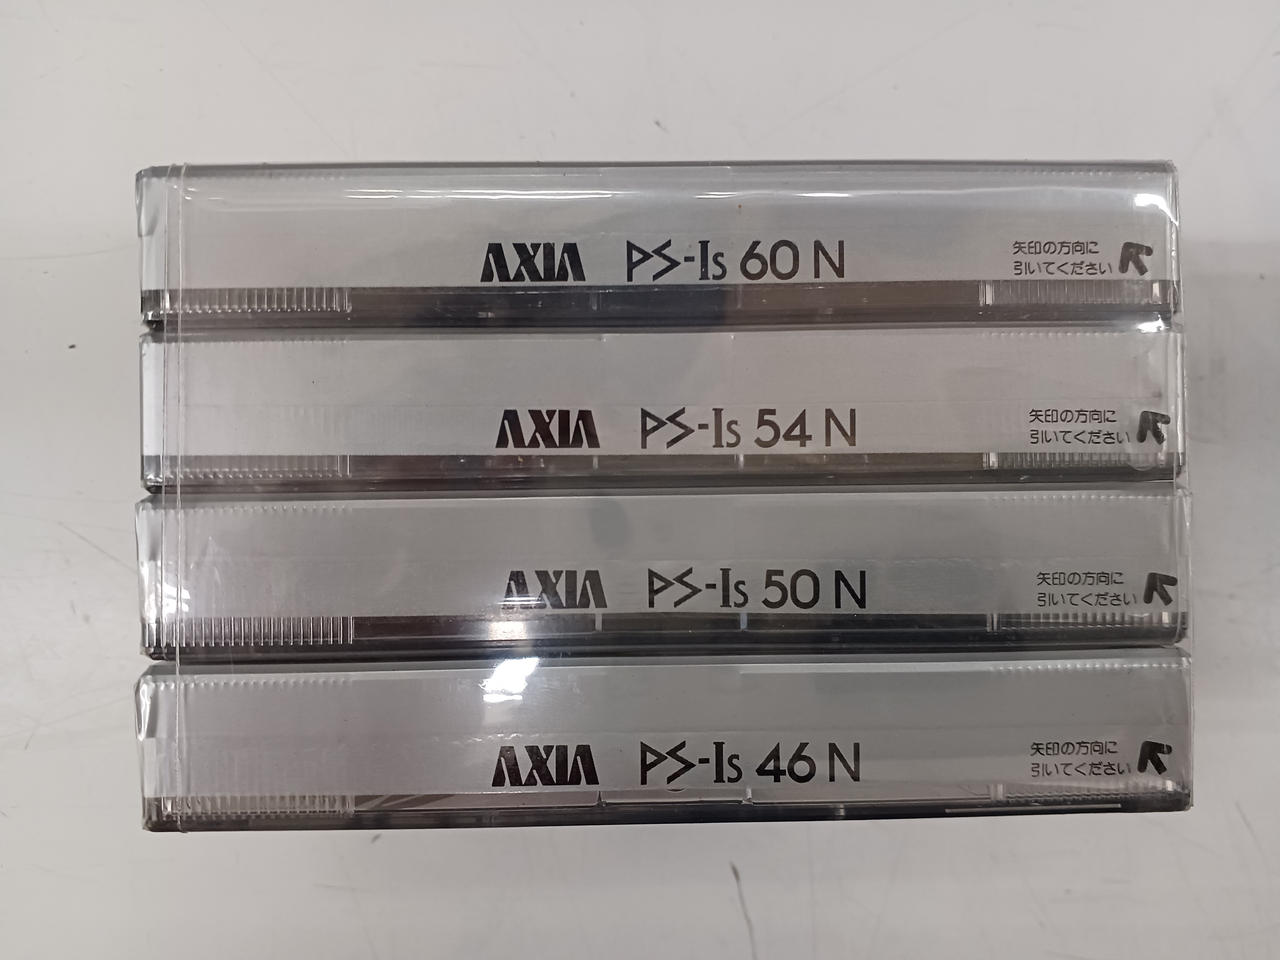 AXIA PS-Is 60 N
矢印の方向に
引いてください
AXIA PS-Is 54 N
矢印の方向に
引いてください
AXIA PS-Is 50 N
矢印の方向に
引いてください
AXIA PS-Is 46 N
矢印の方向に
引いてください